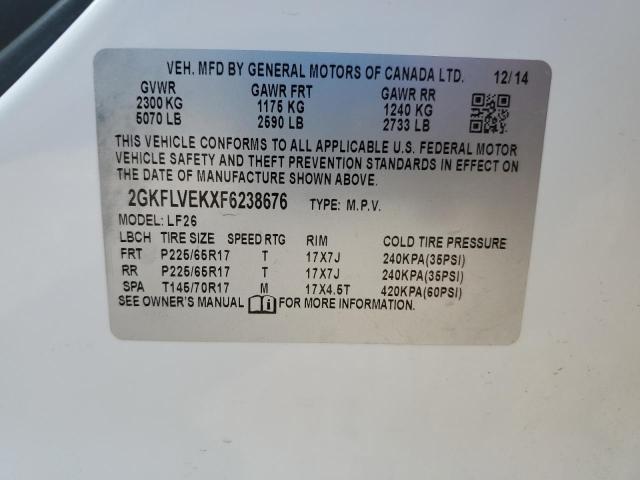 VEH. MFD BY GENERAL MOTORS OF CANADA LTD. 12/14
GVWR GAWR FRT GAWR RR
2300 KG 1175 KG 1240 KG
5070 LB 2590 LB 2733 LB
THIS VEHICLE CONFORMS TO ALL APPLICABLE U.S. FEDERAL MOTOR
VEHICLE SAFETY AND THEFT PREVENTION STANDARDS IN EFFECT ON
THE DATE OF MANUFACTURE SHOWN ABOVE.
2GKFLVEKXF6238676 TYPE: M.P.V.
MODEL: LF26
LBCH TIRE SIZE SPEED RTG RIM COLD TIRE PRESSURE
FRT P225/65R17 T 17X7J 240KPA(35PSI)
RR P225/65R17 T 17X7J 240KPA(35PSI)
SPA T145/70R17 M 17X4.5T 420KPA(60PSI)
SEE OWNER'S MANUAL FOR MORE INFORMATION.